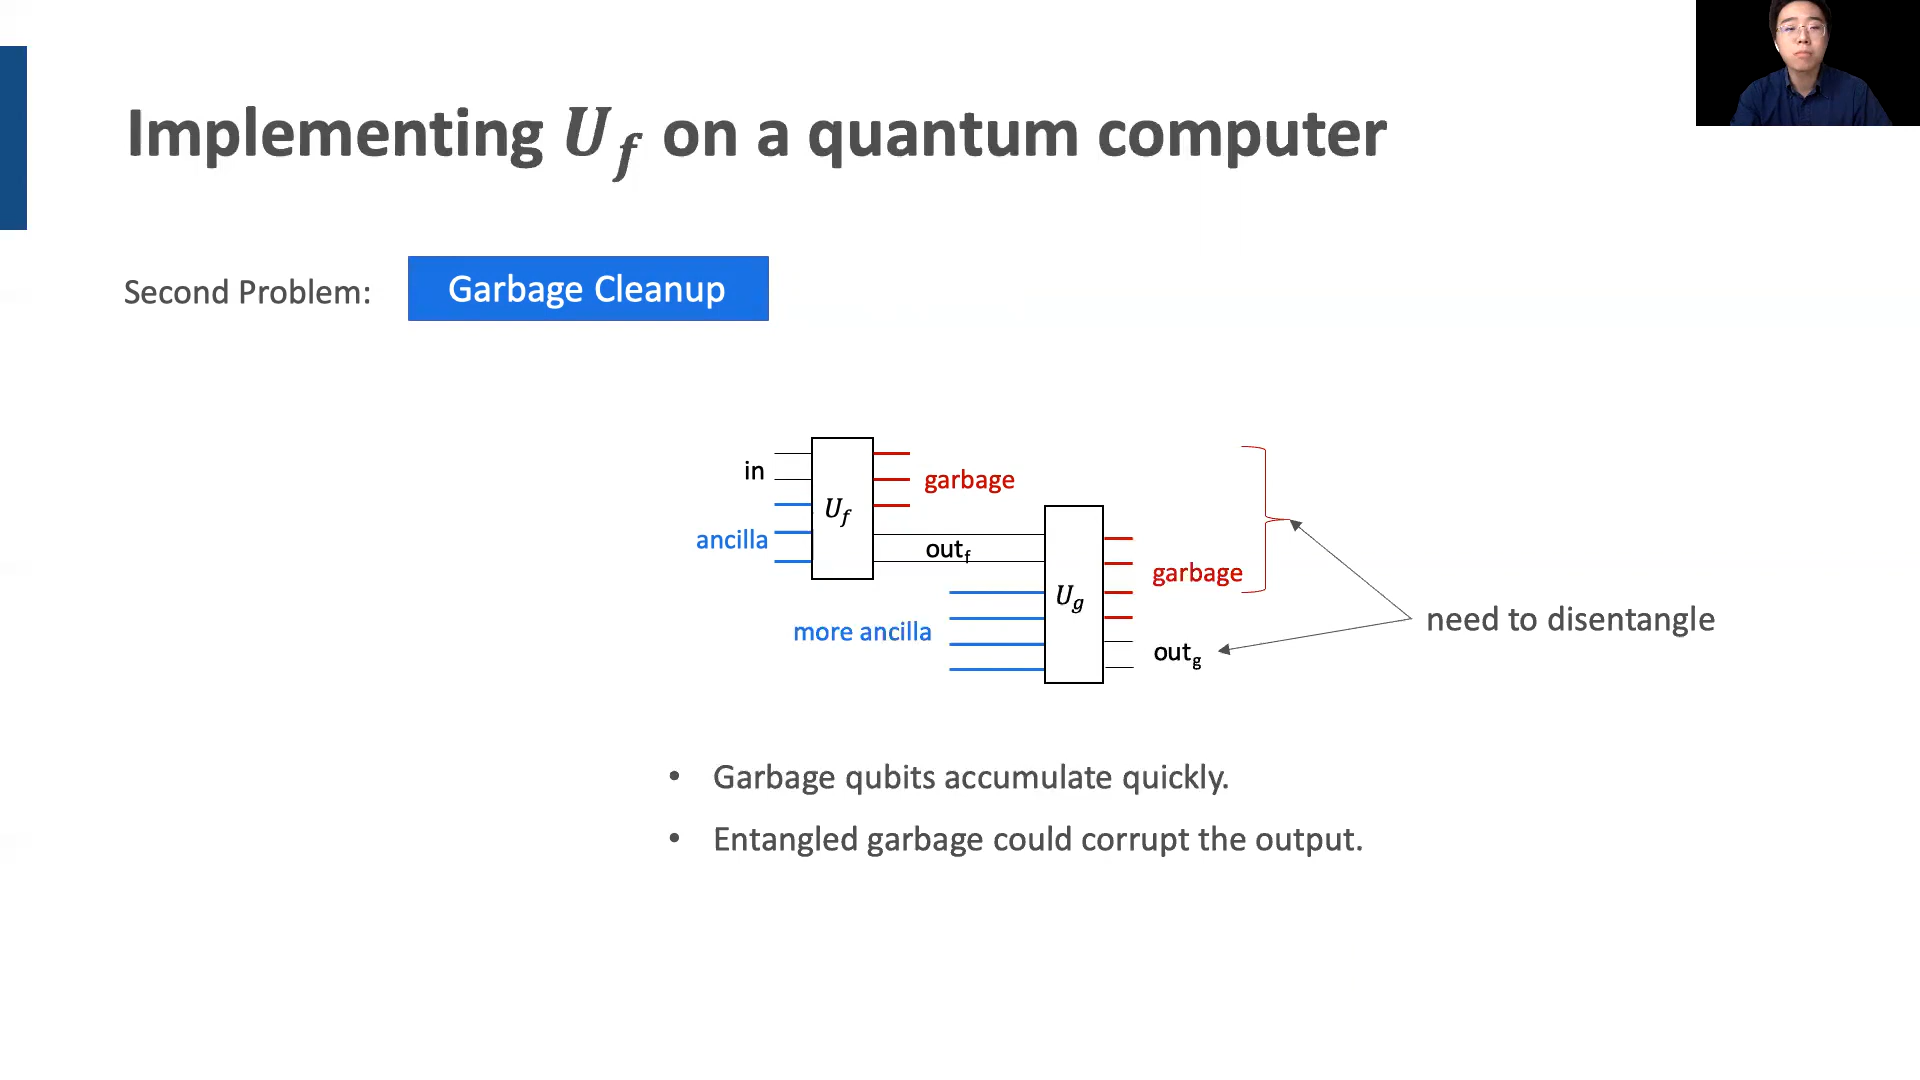 Implementing U_f on a quantum computer
Second Problem:
Garbage Cleanup
in
U_f
garbage
ancilla
out_f
garbage
U_g
more ancilla
need to disentangle
out_g
• Garbage qubits accumulate quickly.
• Entangled garbage could corrupt the output.